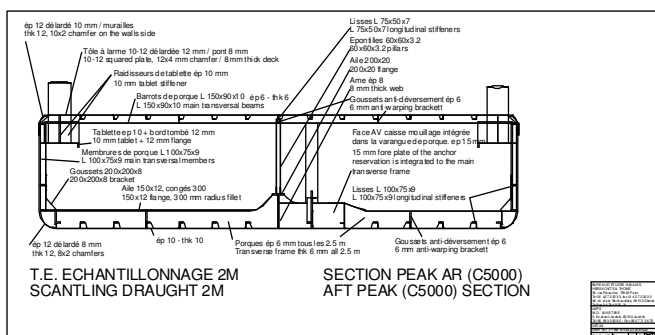 ép 12 délardé 10 mm / murailles
thk 12, 10x2 chamfer on the walls side
Tôle à larme 10-12 délardée 12 mm / pont 8 mm
10-12 squared plate, 12x4 mm chamfer / 8mm thick deck
Raidisseurs de tablette ép 10 mm
10 mm tablet stiffener
Barrots de porque L 150x90x10
L 150x90x10 main transversal beams
ép 6 - thk 6
Tablette ep 10 + bord tombé 12 mm
10 mm tablet + 12 mm flange
Membrures de porque L 100x75x9
L 100x75x9 main transversal members
Goussets 200x200x8
200x200x8 bracket
Aile 150x12, congés 300
150x12 flange, 300 mm radius fillet
ép 12 délardé 8 mm
thk 12, 8x2 chamfers
ép 10 - thk 10
Porques ép 6 mm tous les 2.5 m
Transverse frame thk 6 mm all 2.5 m
Lisses L 75x50x7
L 75x50x7 longitudinal stiffeners
Epontilles 60x60x3.2
60x60x3.2 pillars
Aile 200x20
200x20 flange
Ame ép 8
8 mm thick web
Goussets anti-déversement ép 6
6 mm anti-warping brackett
Face AV caisse mouillage intégrée
dans la varangue de porque. ep 15 mm
15 mm fore plate of the anchor
reservation is integrated to the main
transverse frame
Lisses L 100x75x9
L 100x75x9 longitudinal stiffeners
Goussets anti-déversement ép 6
6 mm anti-warping brackett
T.E. ECHANTILLONNAGE 2M
SCANTLING DRAUGHT 2M
SECTION PEAK AR (C5000)
AFT PEAK (C5000) SECTION